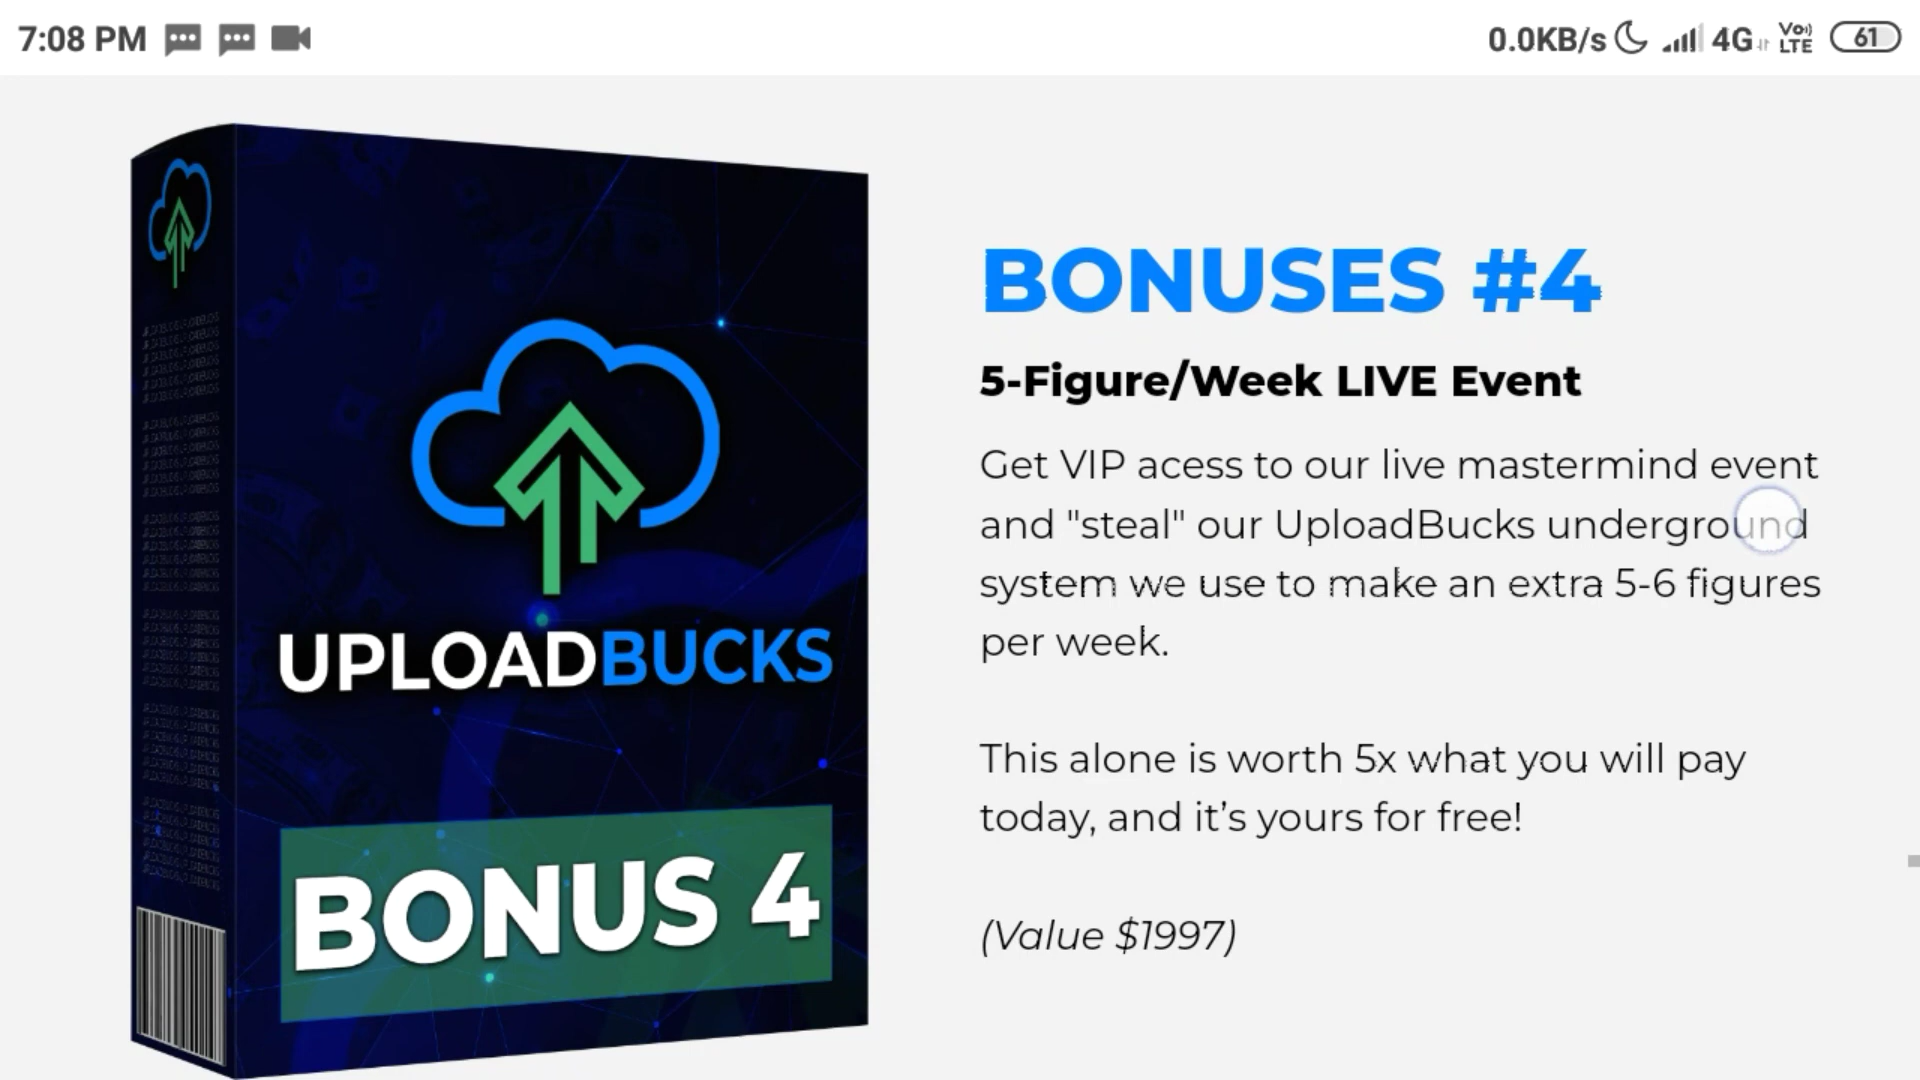 7:08 PM
0.0KB/s 4G Vo) LTE 61
UPLOADBUCKS
BONUS 4
BONUSES #4
5-Figure/Week LIVE Event
Get VIP acess to our live mastermind event
and "steal" our UploadBucks underground
system we use to make an extra 5-6 figures
per week.
This alone is worth 5x what you will pay
today, and it's yours for free!
(Value $1997)